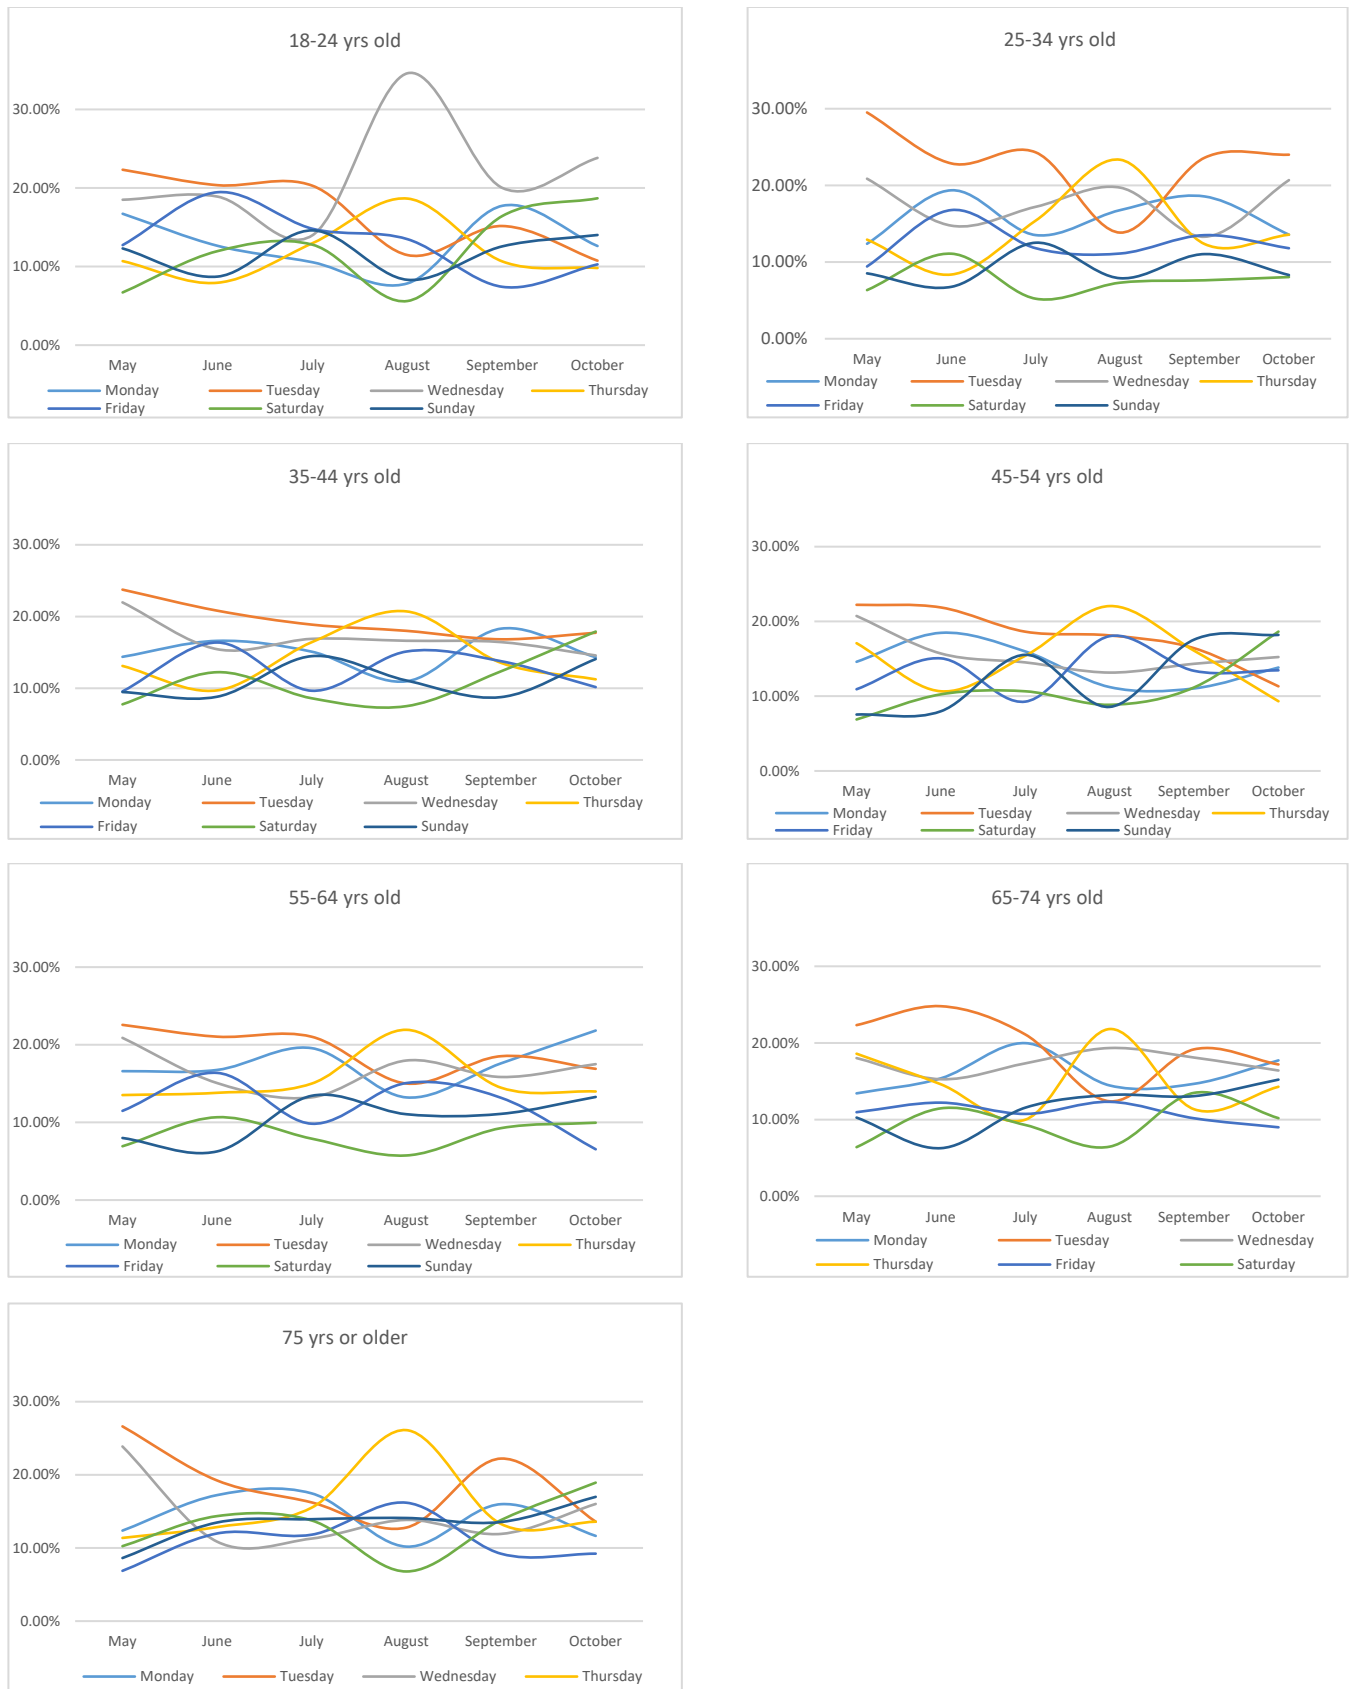 18-24 yrs old
30.00%
20.00%
10.00%
0.00%
May June July August September October
Monday Tuesday Wednesday Thursday
Friday Saturday Sunday
25-34 yrs old
30.00%
20.00%
10.00%
0.00%
May June July August September October
Monday Tuesday Wednesday Thursday
Friday Saturday Sunday
35-44 yrs old
30.00%
20.00%
10.00%
0.00%
May June July August September October
Monday Tuesday Wednesday Thursday
Friday Saturday Sunday
45-54 yrs old
30.00%
20.00%
10.00%
0.00%
May June July August September October
Monday Tuesday Wednesday Thursday
Friday Saturday Sunday
55-64 yrs old
30.00%
20.00%
10.00%
0.00%
May June July August September October
Monday Tuesday Wednesday Thursday
Friday Saturday Sunday
65-74 yrs old
30.00%
20.00%
10.00%
0.00%
May June July August September October
Monday Tuesday Wednesday
Thursday Friday Saturday
75 yrs or older
30.00%
20.00%
10.00%
0.00%
May June July August September October
Monday Tuesday Wednesday Thursday